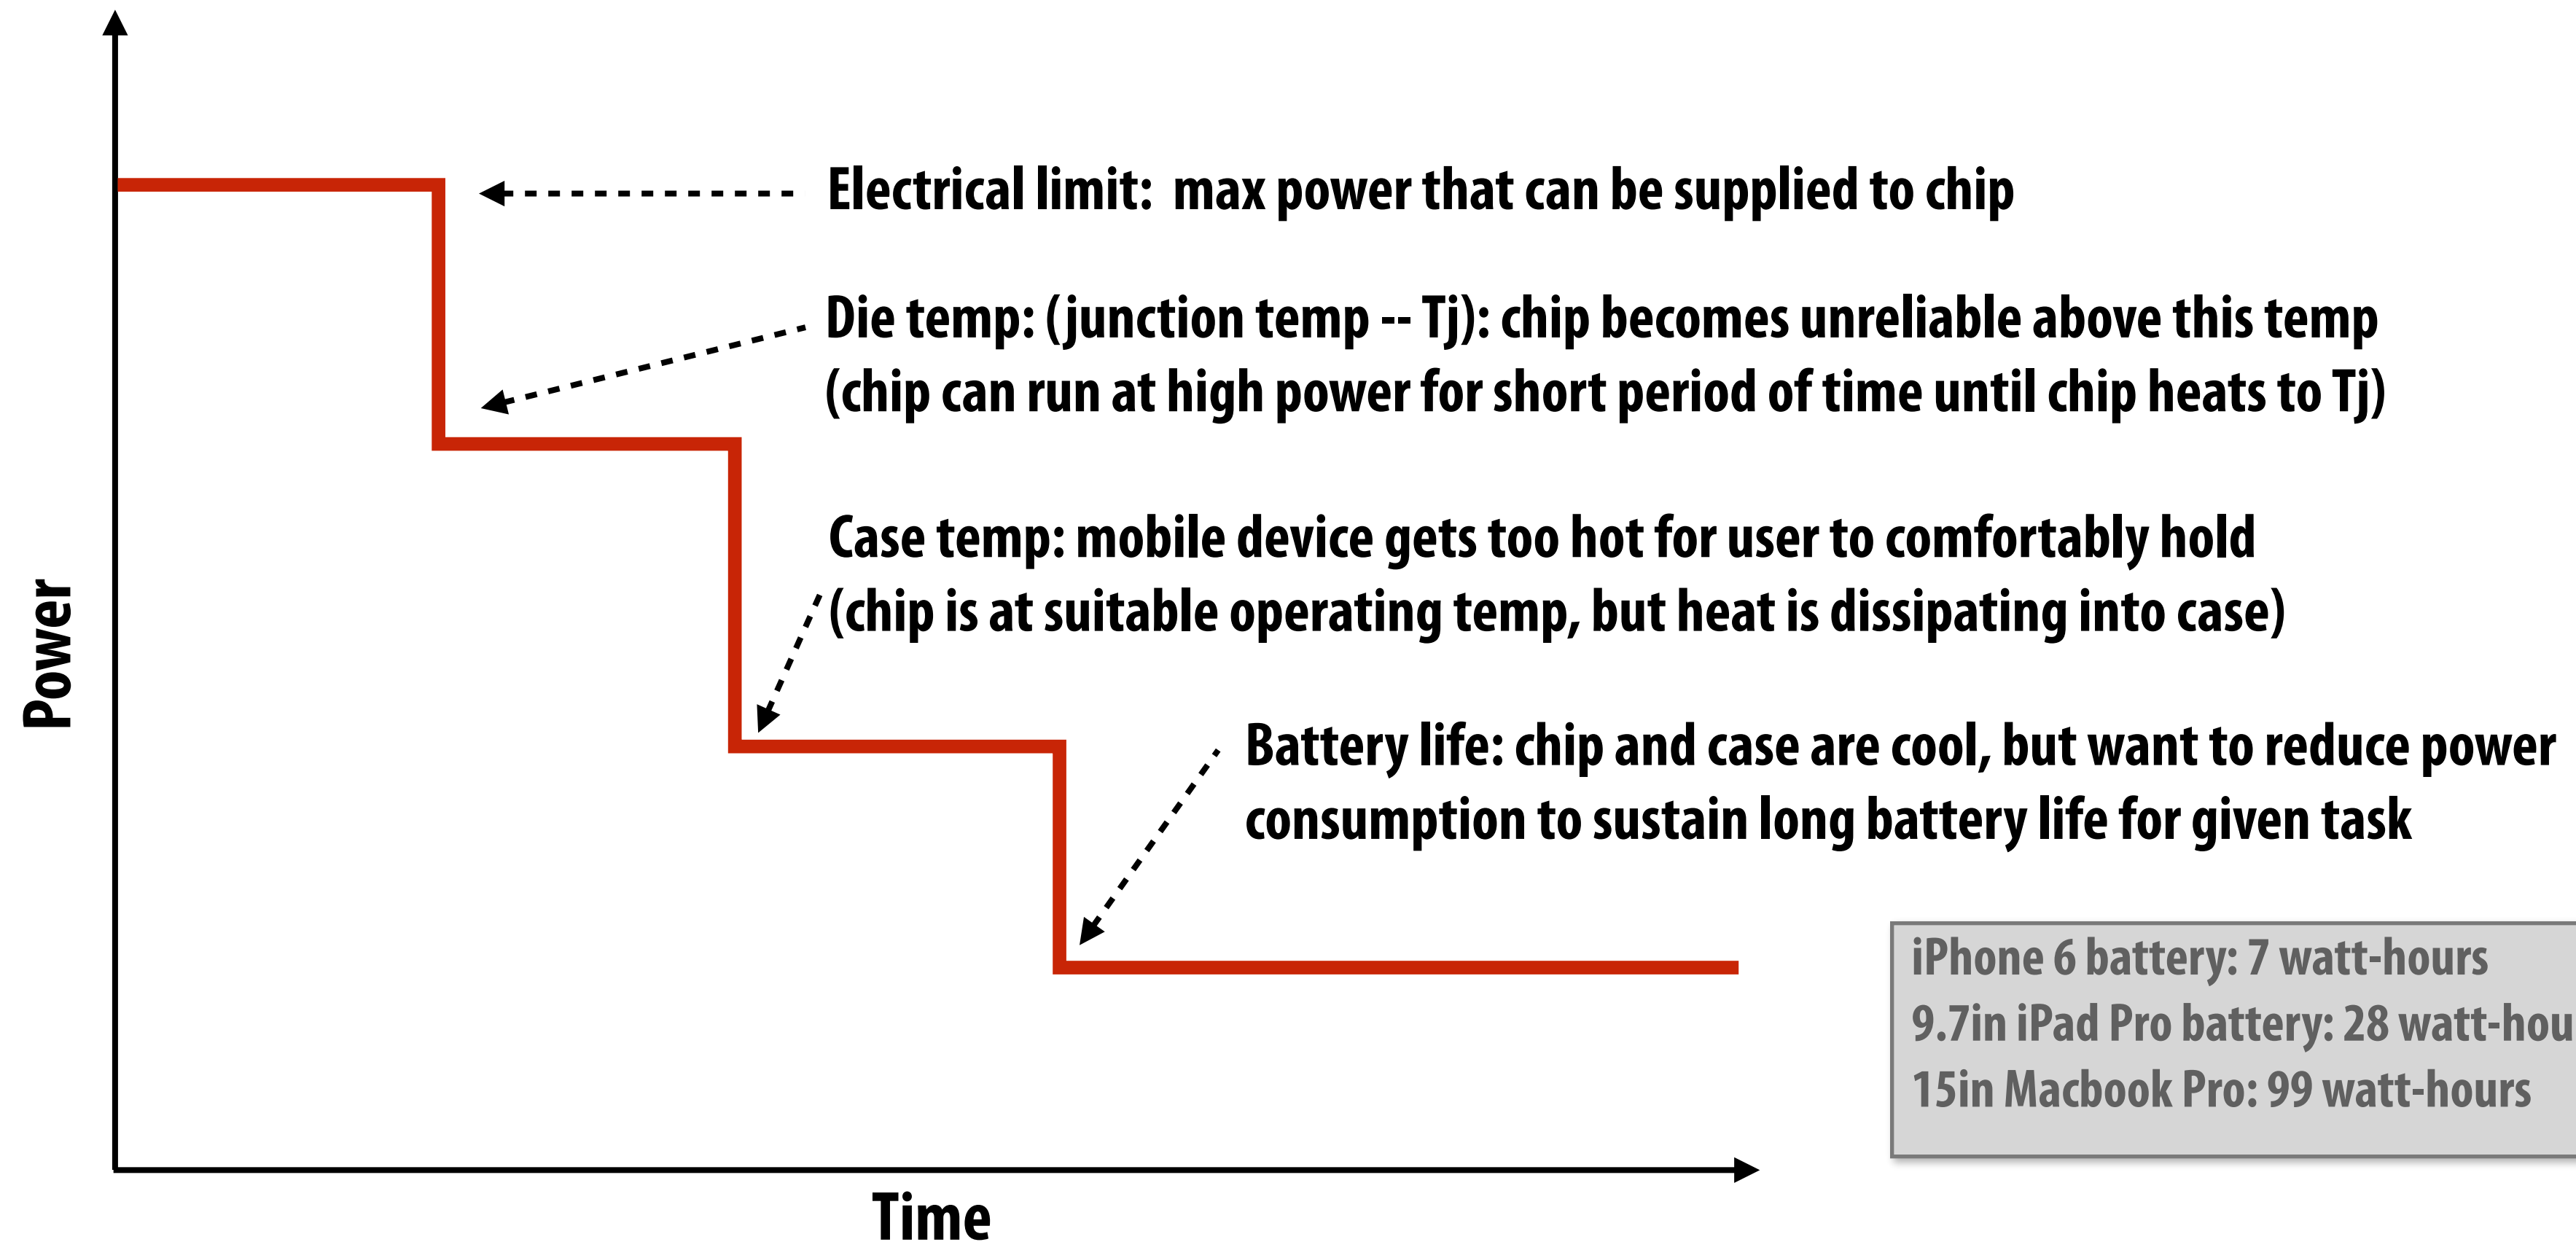 Electrical limit: max power that can be supplied to chip
Die temp: (junction temp -- Tj): chip becomes unreliable above this temp
(chip can run at high power for short period of time until chip heats to Tj)
Case temp: mobile device gets too hot for user to comfortably hold
(chip is at suitable operating temp, but heat is dissipating into case)
Power
Battery life: chip and case are cool, but want to reduce power
consumption to sustain long battery life for given task
iPhone 6 battery: 7 watt-hours
9.7in iPad Pro battery: 28 watt-hou
15in Macbook Pro: 99 watt-hours
Time